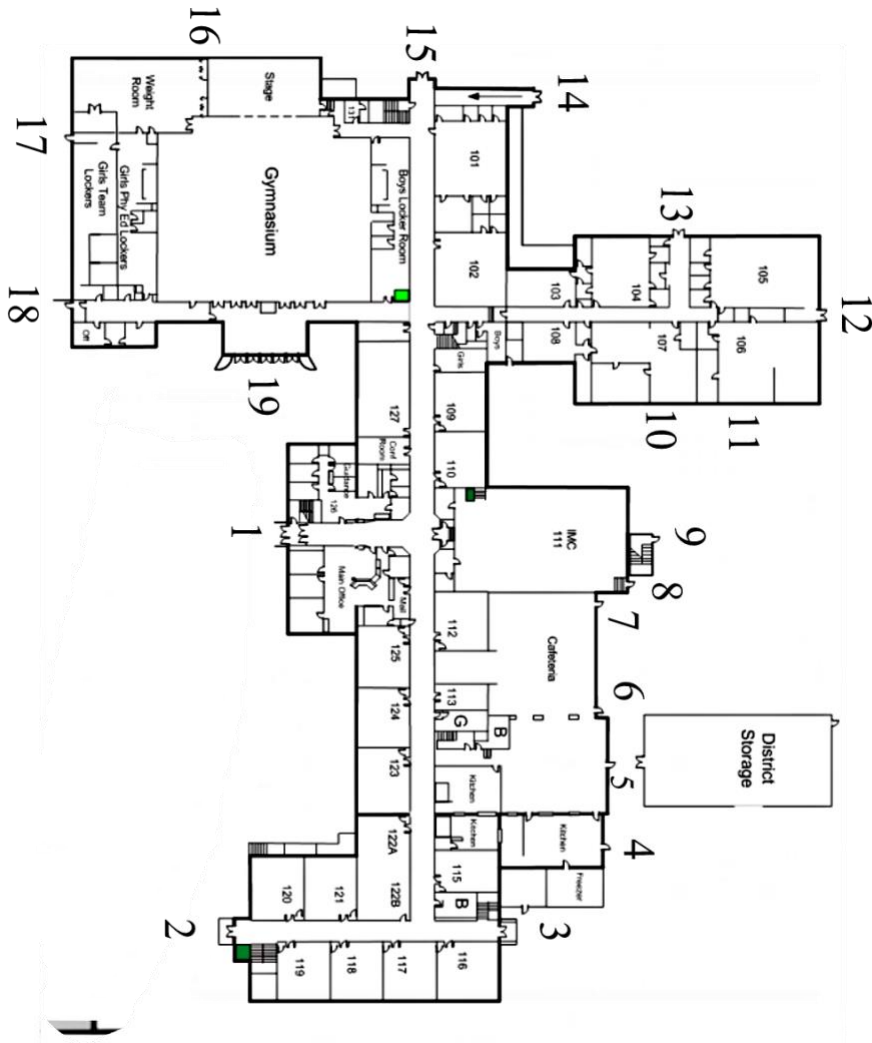 16
15
14
17
18
19
13
12
11
10
1
9
8
7
6
5
4
3
2
Weight
Room
Stage
131
Girls Team
Lockers
Girls Phy Ed Lockers
Gymnasium
Boys Locker Room
Off
101
102
103
104
105
106
107
108
Boys
Girls
109
110
127
Conf
Room
Guidance
126
Main Office
Mail
IMC
111
112
Cafeteria
113
G
B
125
124
123
Kitchen
Kitchen
Kitchen
Freezer
District
Storage
122A
122B
115
B
120
121
119
118
117
116